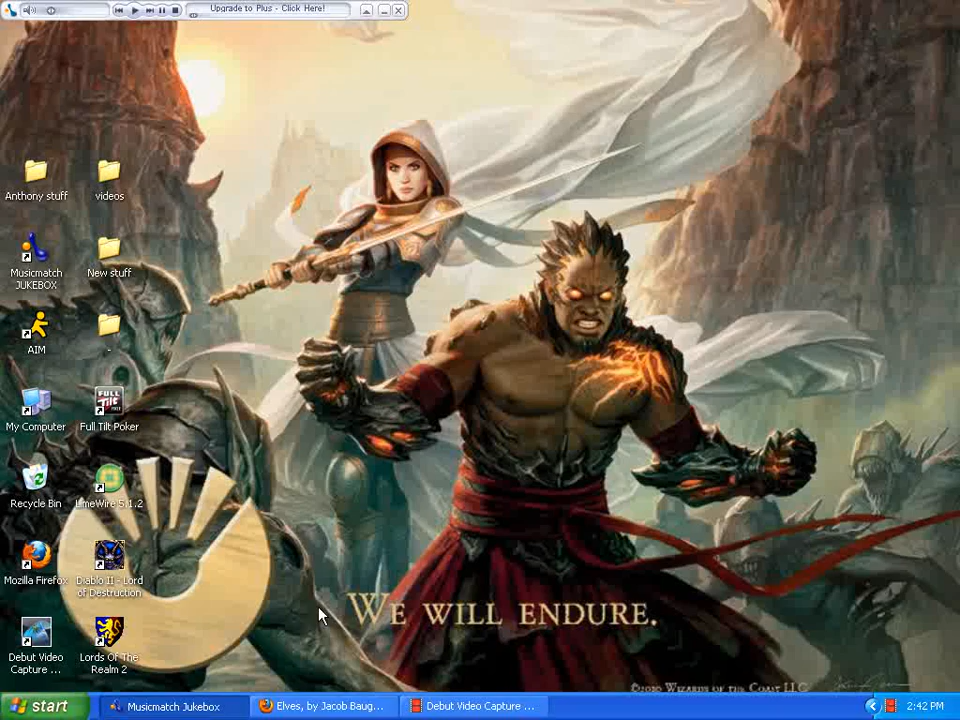 Upgrade to Plus - Click Here!
Anthony stuff
videos
Musicmatch
JUKEBOX
New stuff
AIM
-
My Computer
FULL
TILT
Full Tilt Poker
Recycle Bin
LimeWire 5.1.2
Mozilla Firefox
Diablo II - Lord
of Destruction
Debut Video
Capture ...
Lords Of The
Realm 2
WE WILL ENDURE.
©2010 WIZARDS OF THE COAST LLC
start
Musicmatch Jukebox
Elves, by Jacob Baug...
Debut Video Capture ...
2:42 PM